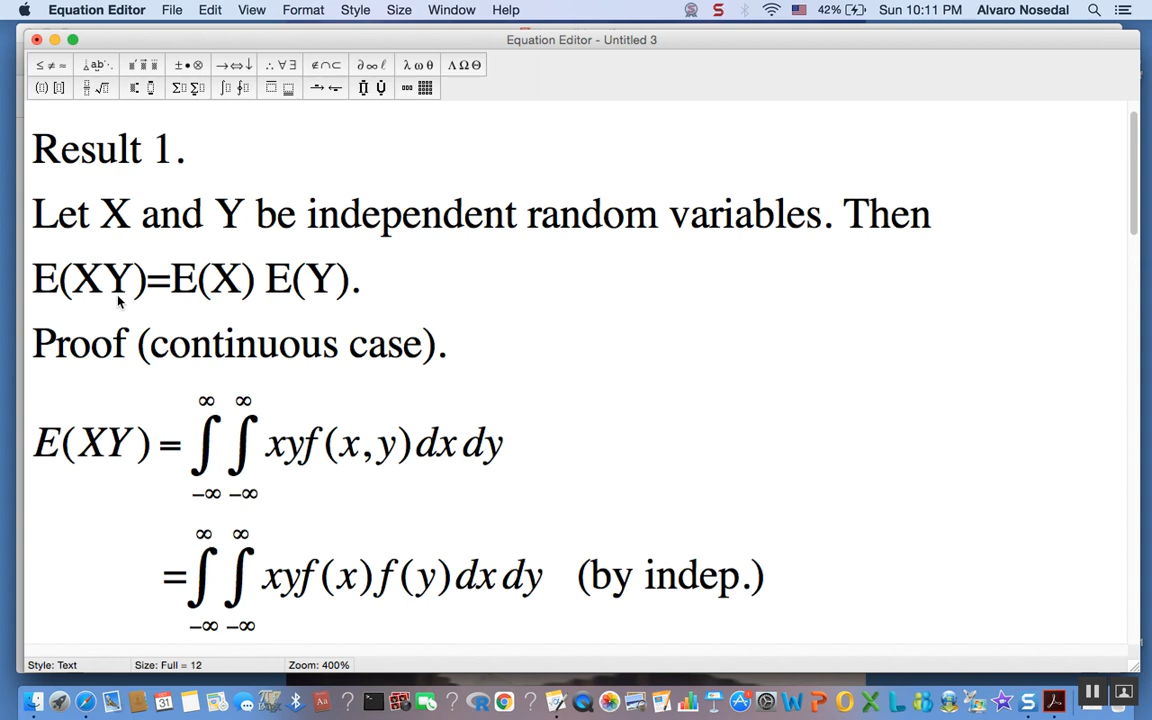 Equation Editor File Edit View Format Style Size Window Help 42% Sun 10:11 PM Alvaro Nosedal
Equation Editor - Untitled 3
Result 1.
Let X and Y be independent random variables. Then
E(XY)=E(X) E(Y).
Proof (continuous case).
E(XY) = ∫_{-∞}^{∞} ∫_{-∞}^{∞} xyf(x,y)dx dy
= ∫_{-∞}^{∞} ∫_{-∞}^{∞} xyf(x)f(y)dx dy (by indep.)
Style: Text Size: Full = 12 Zoom: 400%